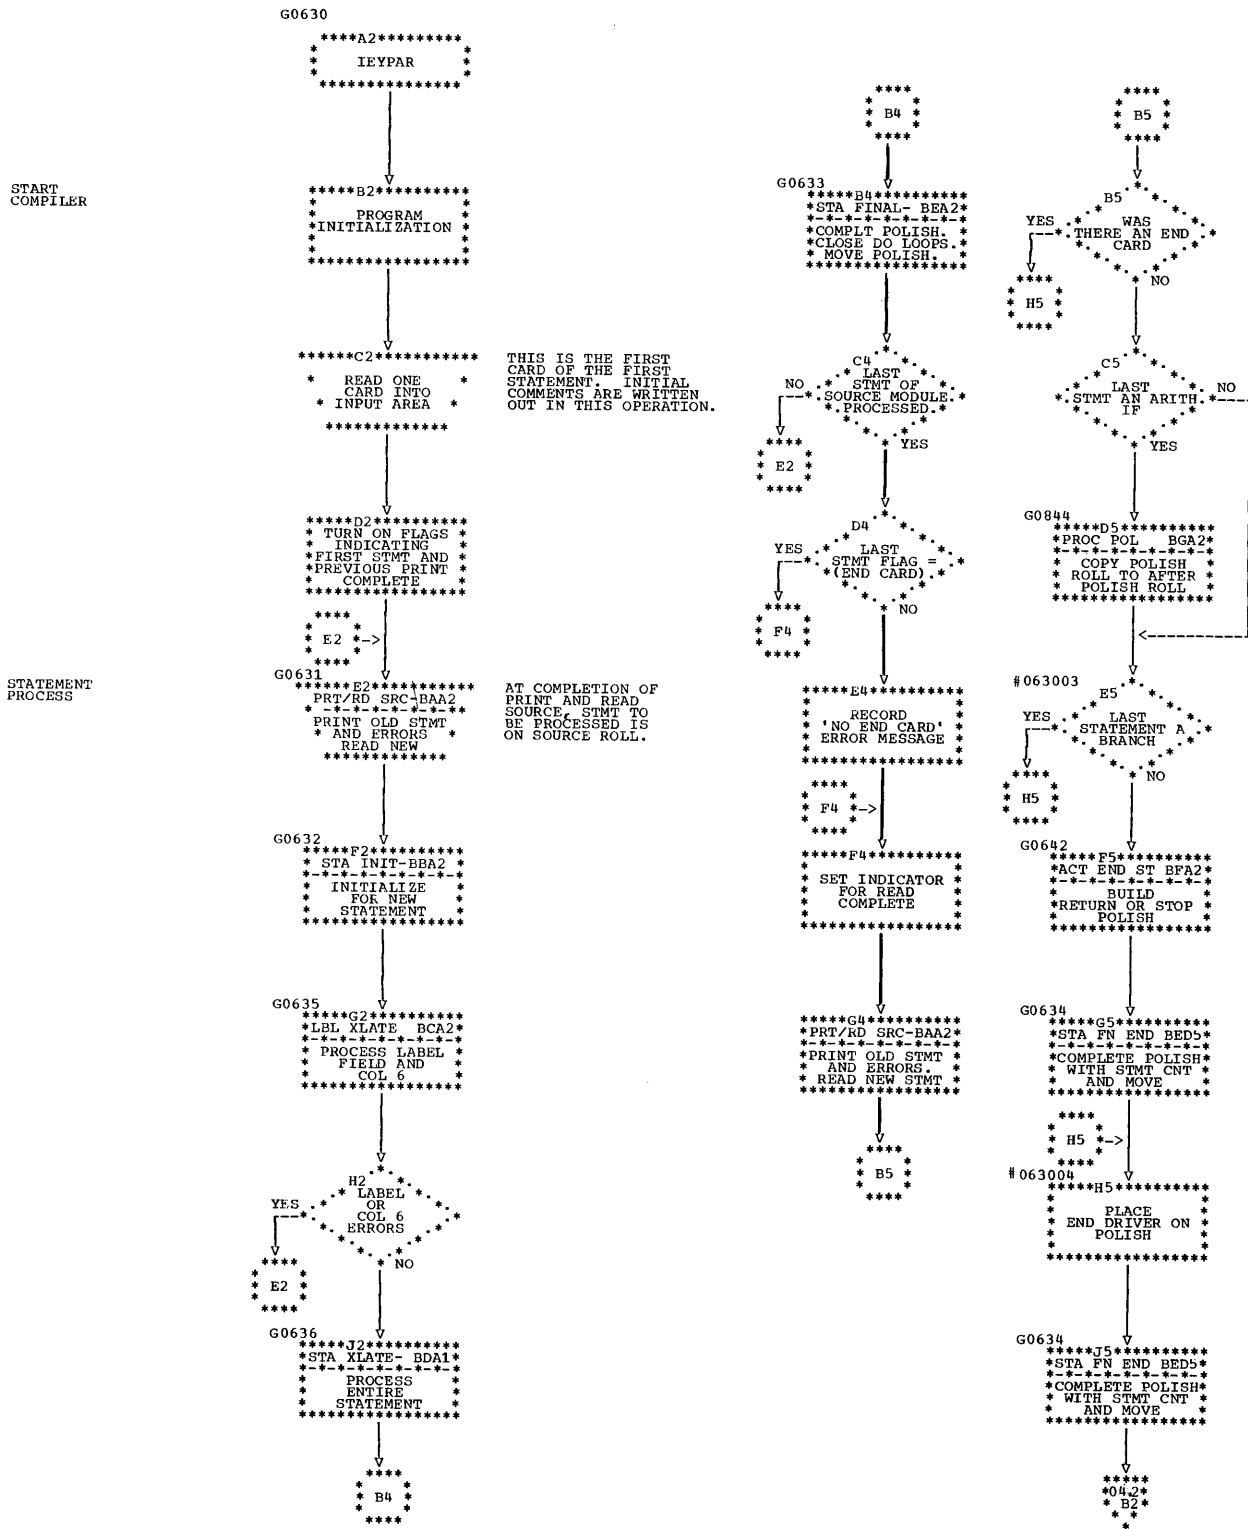 G0630
A2
IEYPAR
START
COMPILER
B2
PROGRAM
INITIALIZATION
C2
READ ONE
CARD INTO
INPUT AREA
THIS IS THE FIRST
CARD OF THE FIRST
STATEMENT. INITIAL
COMMENTS ARE WRITTEN
OUT IN THIS OPERATION.
D2
TURN ON FLAGS
INDICATING
FIRST STMT AND
PREVIOUS PRINT
COMPLETE
E2
STATEMENT
PROCESS
G0631
E2
PRT/RD SRC-BAA2
PRINT OLD STMT
AND ERRORS
READ NEW
AT COMPLETION OF
PRINT AND READ
SOURCE, STMT TO
BE PROCESSED IS
ON SOURCE ROLL.
G0632
F2
STA INIT-BBA2
INITIALIZE
FOR NEW
STATEMENT
G0635
G2
LBL XLATE BCA2
PROCESS LABEL
FIELD AND
COL 6
H2
LABEL
OR
COL 6
ERRORS
YES
NO
E2
G0636
J2
STA XLATE- BDA1
PROCESS
ENTIRE
STATEMENT
B4
B4
G0633
B4
STA FINAL- BEA2
COMPLT POLISH.
CLOSE DO LOOPS.
MOVE POLISH.
C4
LAST
STMT OF
SOURCE MODULE
PROCESSED
NO
YES
E2
D4
LAST
STMT FLAG =
(END CARD)
YES
NO
F4
E4
RECORD
'NO END CARD'
ERROR MESSAGE
F4
F4
SET INDICATOR
FOR READ
COMPLETE
G4
PRT/RD SRC-BAA2
PRINT OLD STMT
AND ERRORS.
READ NEW STMT
B5
B5
B5
WAS
THERE AN END
CARD
YES
NO
H5
C5
LAST
STMT AN ARITH
IF
NO
YES
G0844
D5
PROC POL BGA2
COPY POLISH
ROLL TO AFTER
POLISH ROLL
#063003
E5
LAST
STATEMENT A
BRANCH
YES
NO
H5
G0642
F5
ACT END ST BFA2
BUILD
RETURN OR STOP
POLISH
G0634
G5
STA FN END BED5
COMPLETE POLISH
WITH STMT CNT
AND MOVE
H5
#063004
H5
PLACE
END DRIVER ON
POLISH
G0634
J5
STA FN END BED5
COMPLETE POLISH
WITH STMT CNT
AND MOVE
04.2
B2